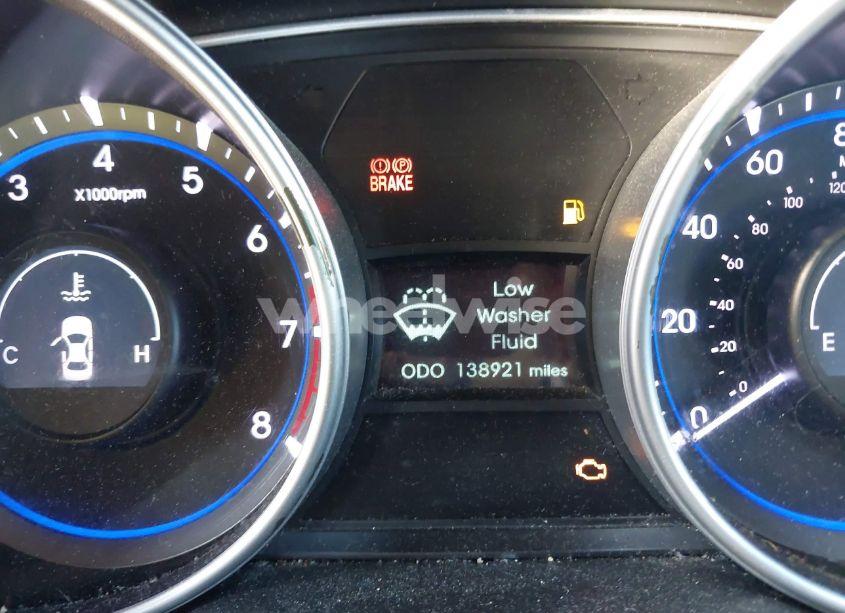 3 4 5 6 7 8
X1000rpm
C H
(!) (P)
BRAKE
Low
Washer
Fluid
ODO 138921 miles
wheelwise
0 20 40 60 8
0 20 40 60 80 100 120
M
E